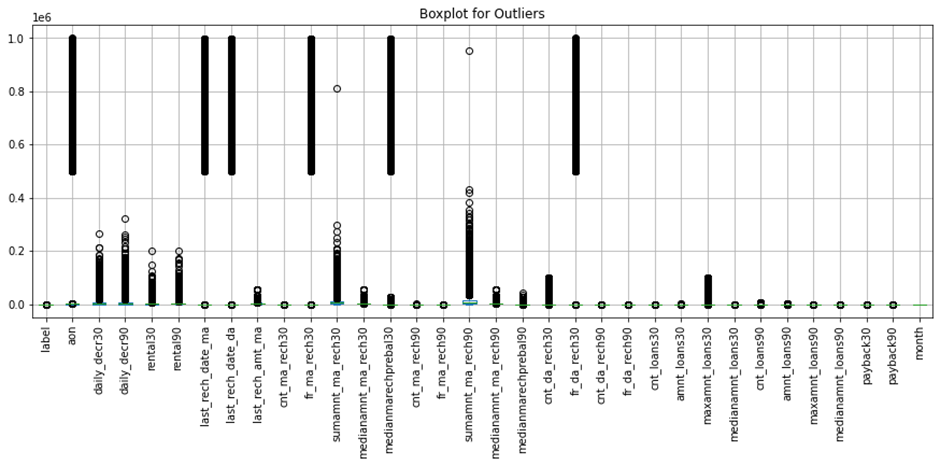 Boxplot for Outliers
1e6
1.0
0.8
0.6
0.4
0.2
0.0
label
aon
daily_decr30
daily_decr90
rental30
rental90
last_rech_date_ma
last_rech_date_da
last_rech_amt_ma
cnt_ma_rech30
fr_ma_rech30
sumamnt_ma_rech30
medianamnt_ma_rech30
medianmarechprebal30
cnt_ma_rech90
fr_ma_rech90
sumamnt_ma_rech90
medianamnt_ma_rech90
medianmarechprebal90
cnt_da_rech30
fr_da_rech30
cnt_da_rech90
fr_da_rech90
cnt_loans30
amnt_loans30
maxamnt_loans30
medianamnt_loans30
cnt_loans90
amnt_loans90
maxamnt_loans90
medianamnt_loans90
payback30
payback90
month